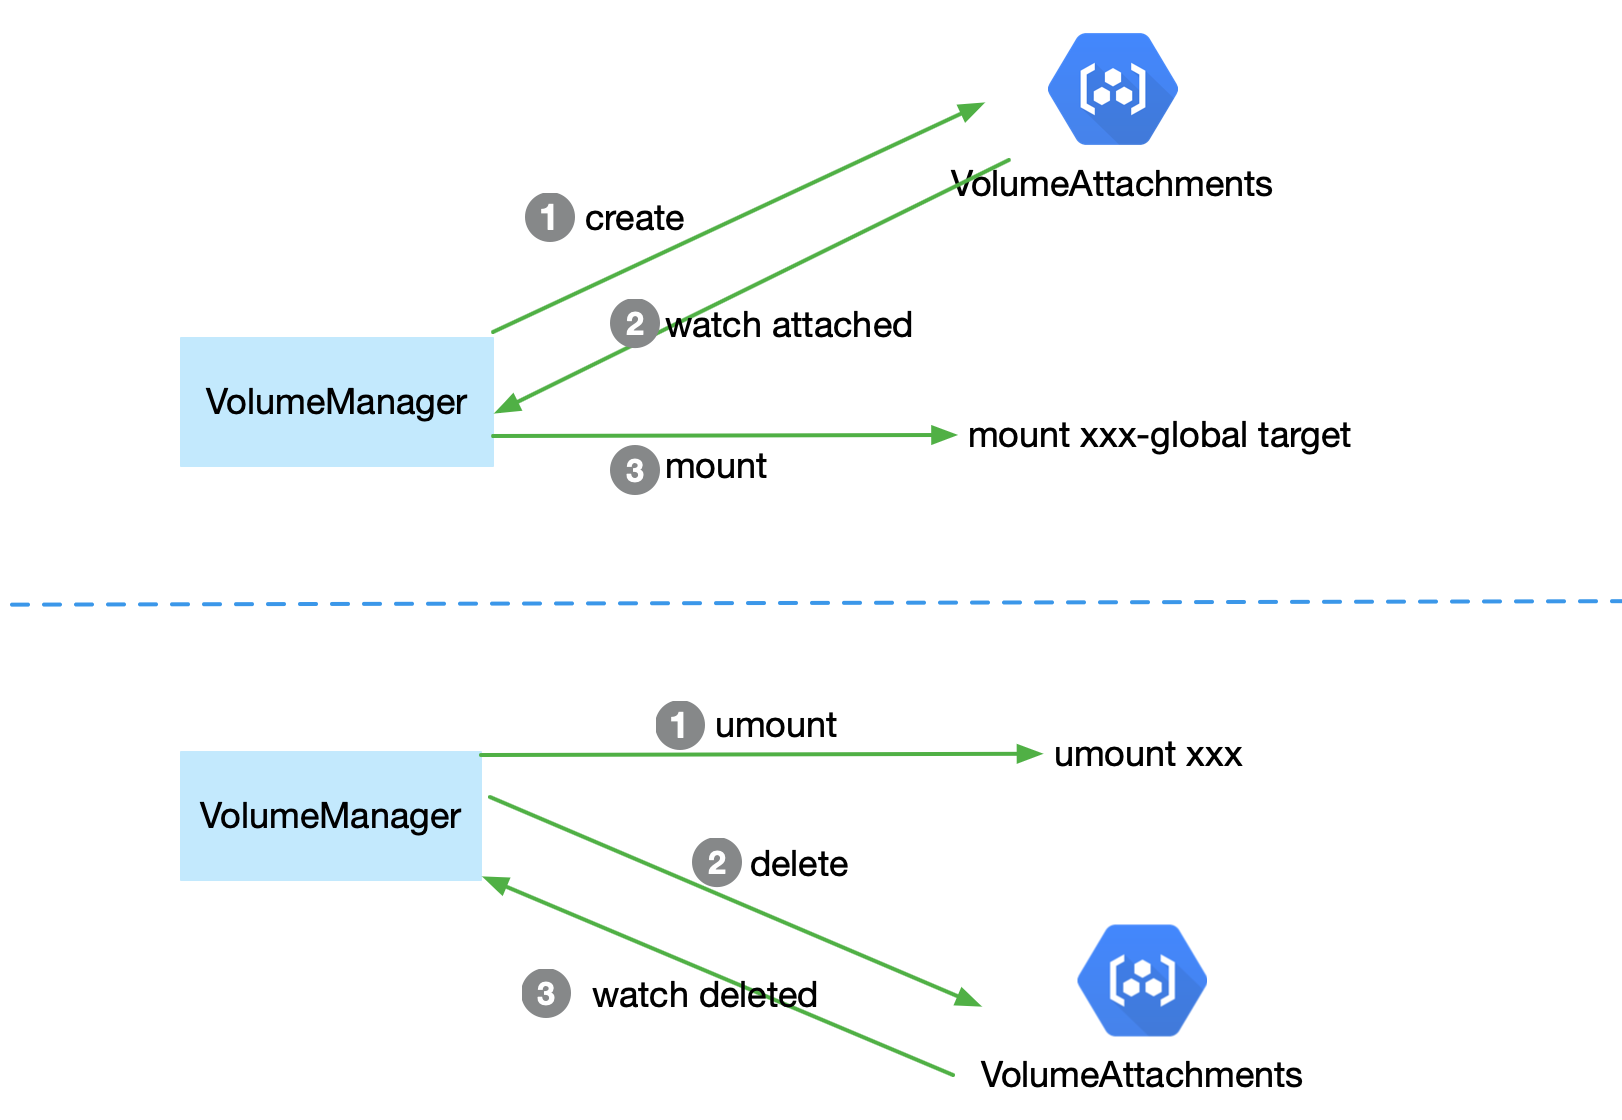 VolumeAttachments
1 create
2 watch attached
VolumeManager
mount xxx-global target
3 mount
1 umount
umount xxx
VolumeManager
2 delete
3 watch deleted
VolumeAttachments